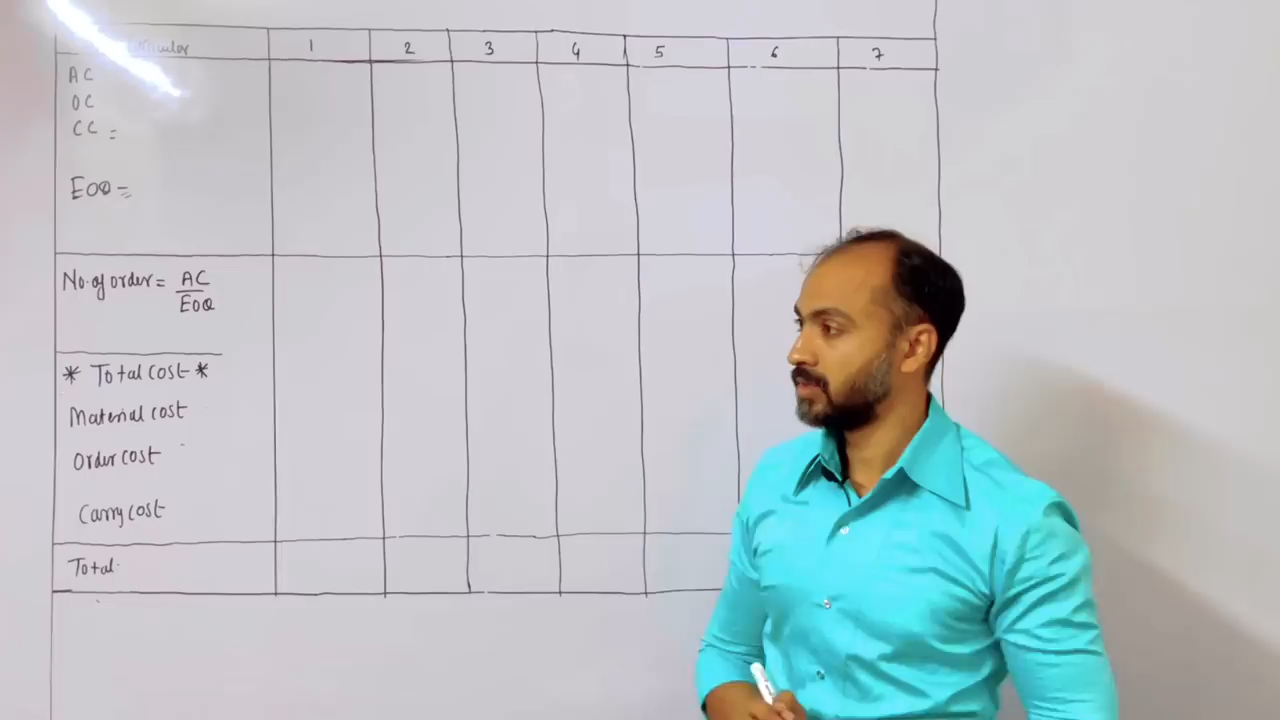 1 2 3 4 5 6 7
AC
OC
CC =
EOQ =
No. of order = AC
EOQ
* Total cost *
Material cost
Order cost
Carry cost
Total